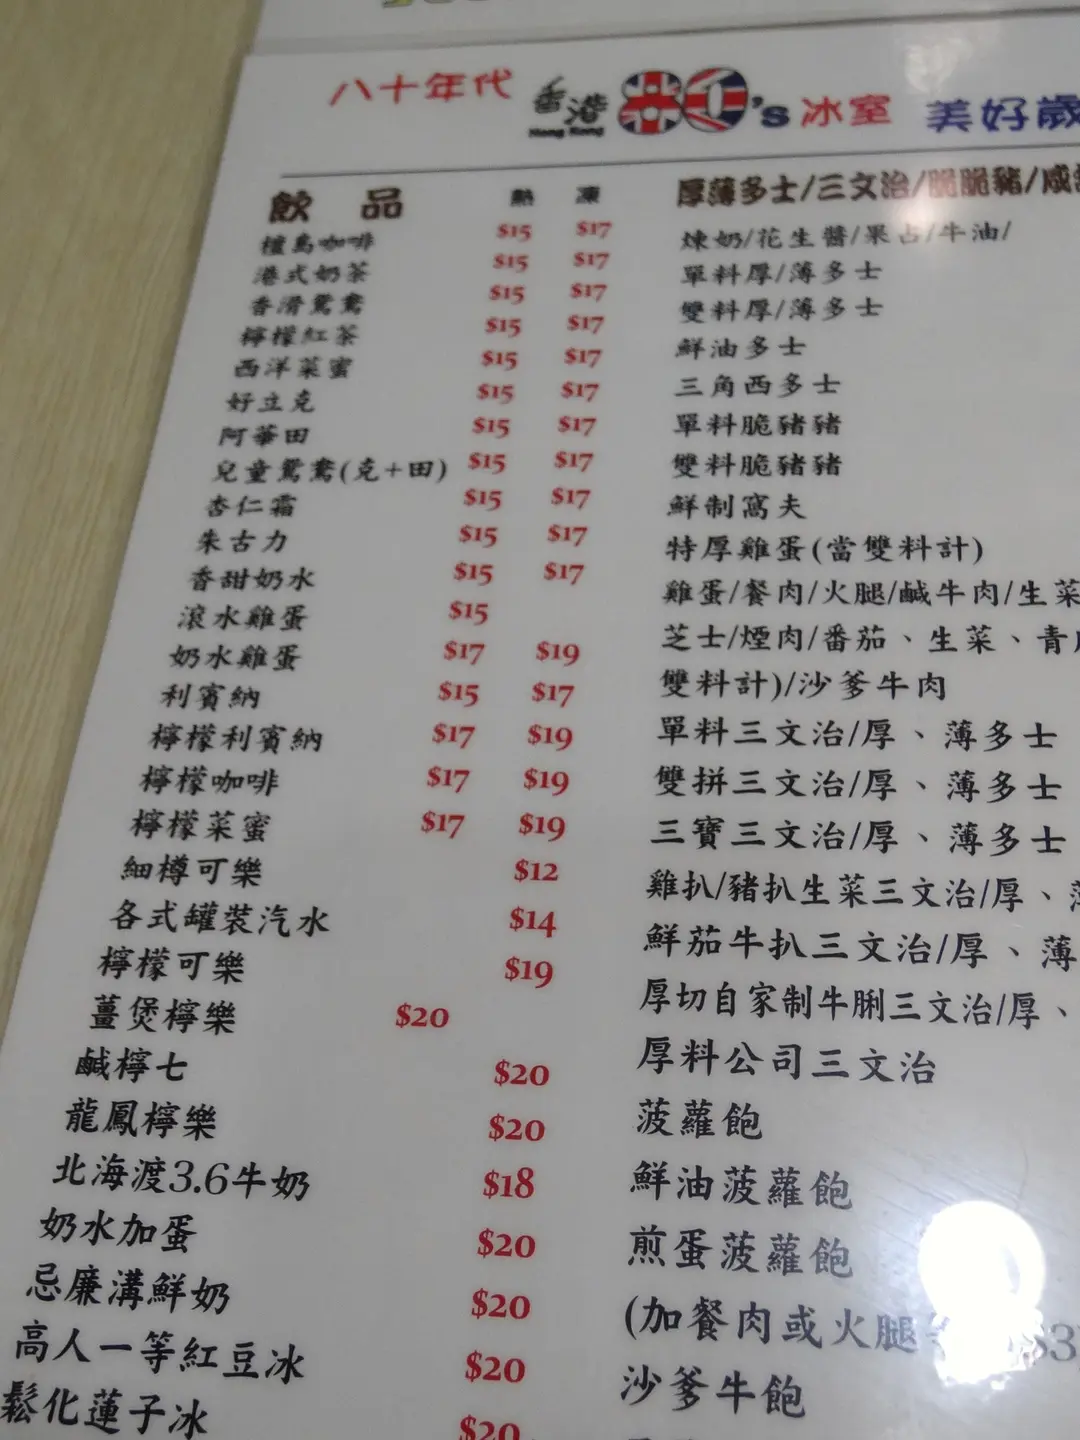 八十年代 香港 80's 冰室 美好歲
Hong Kong
飲品 熱 凍
檀島咖啡 $15 $17
港式奶茶 $15 $17
香滑鴛鴦 $15 $17
檸檬紅茶 $15 $17
西洋菜蜜 $15 $17
好立克 $15 $17
阿華田 $15 $17
兒童鴛鴦(克+田) $15 $17
杏仁霜 $15 $17
朱古力 $15 $17
香甜奶水 $15 $17
滾水雞蛋 $15
奶水雞蛋 $17 $19
利賓納 $15 $17
檸檬利賓納 $17 $19
檸檬咖啡 $17 $19
檸檬菜蜜 $17 $19
細樽可樂 $12
各式罐裝汽水 $14
檸檬可樂 $19
薑煲檸樂 $20
鹹檸七 $20
龍鳳檸樂 $20
北海渡3.6牛奶 $18
奶水加蛋 $20
忌廉溝鮮奶 $20
高人一等紅豆冰 $20
鬆化蓮子冰 $20
厚薄多士/三文治/脆脆豬/咸
煉奶/花生醬/果占/牛油/
單料厚/薄多士
雙料厚/薄多士
鮮油多士
三角西多士
單料脆豬豬
雙料脆豬豬
鮮制窩夫
特厚雞蛋(當雙料計)
雞蛋/餐肉/火腿/鹹牛肉/生菜
芝士/煙肉/番茄、生菜、青
雙料計)/沙爹牛肉
單料三文治/厚、薄多士
雙拼三文治/厚、薄多士
三寶三文治/厚、薄多士
雞扒/豬扒生菜三文治/厚、
鮮茄牛扒三文治/厚、薄
厚切自家制牛脷三文治/厚、
厚料公司三文治
菠蘿飽
鮮油菠蘿飽
煎蛋菠蘿飽
(加餐肉或火腿
沙爹牛飽